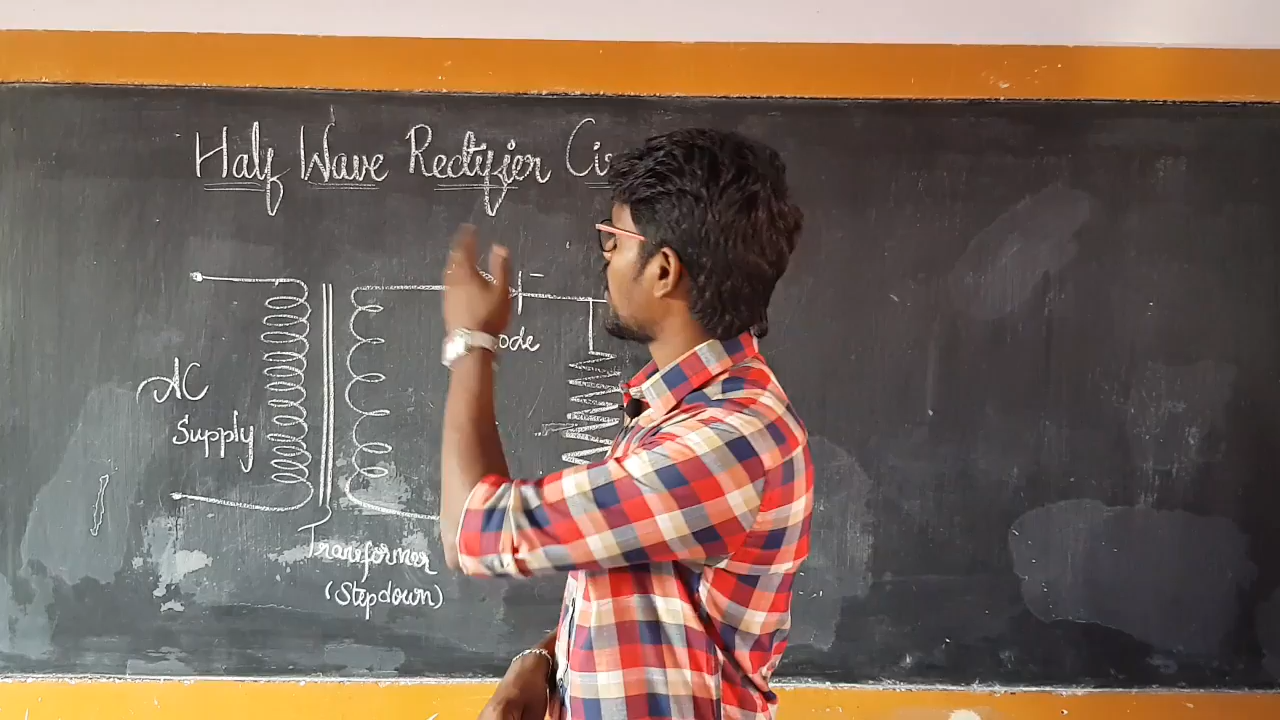 Half Wave Rectifier Ci
-
ode
AC
Supply
Transformer
(Stepdown)